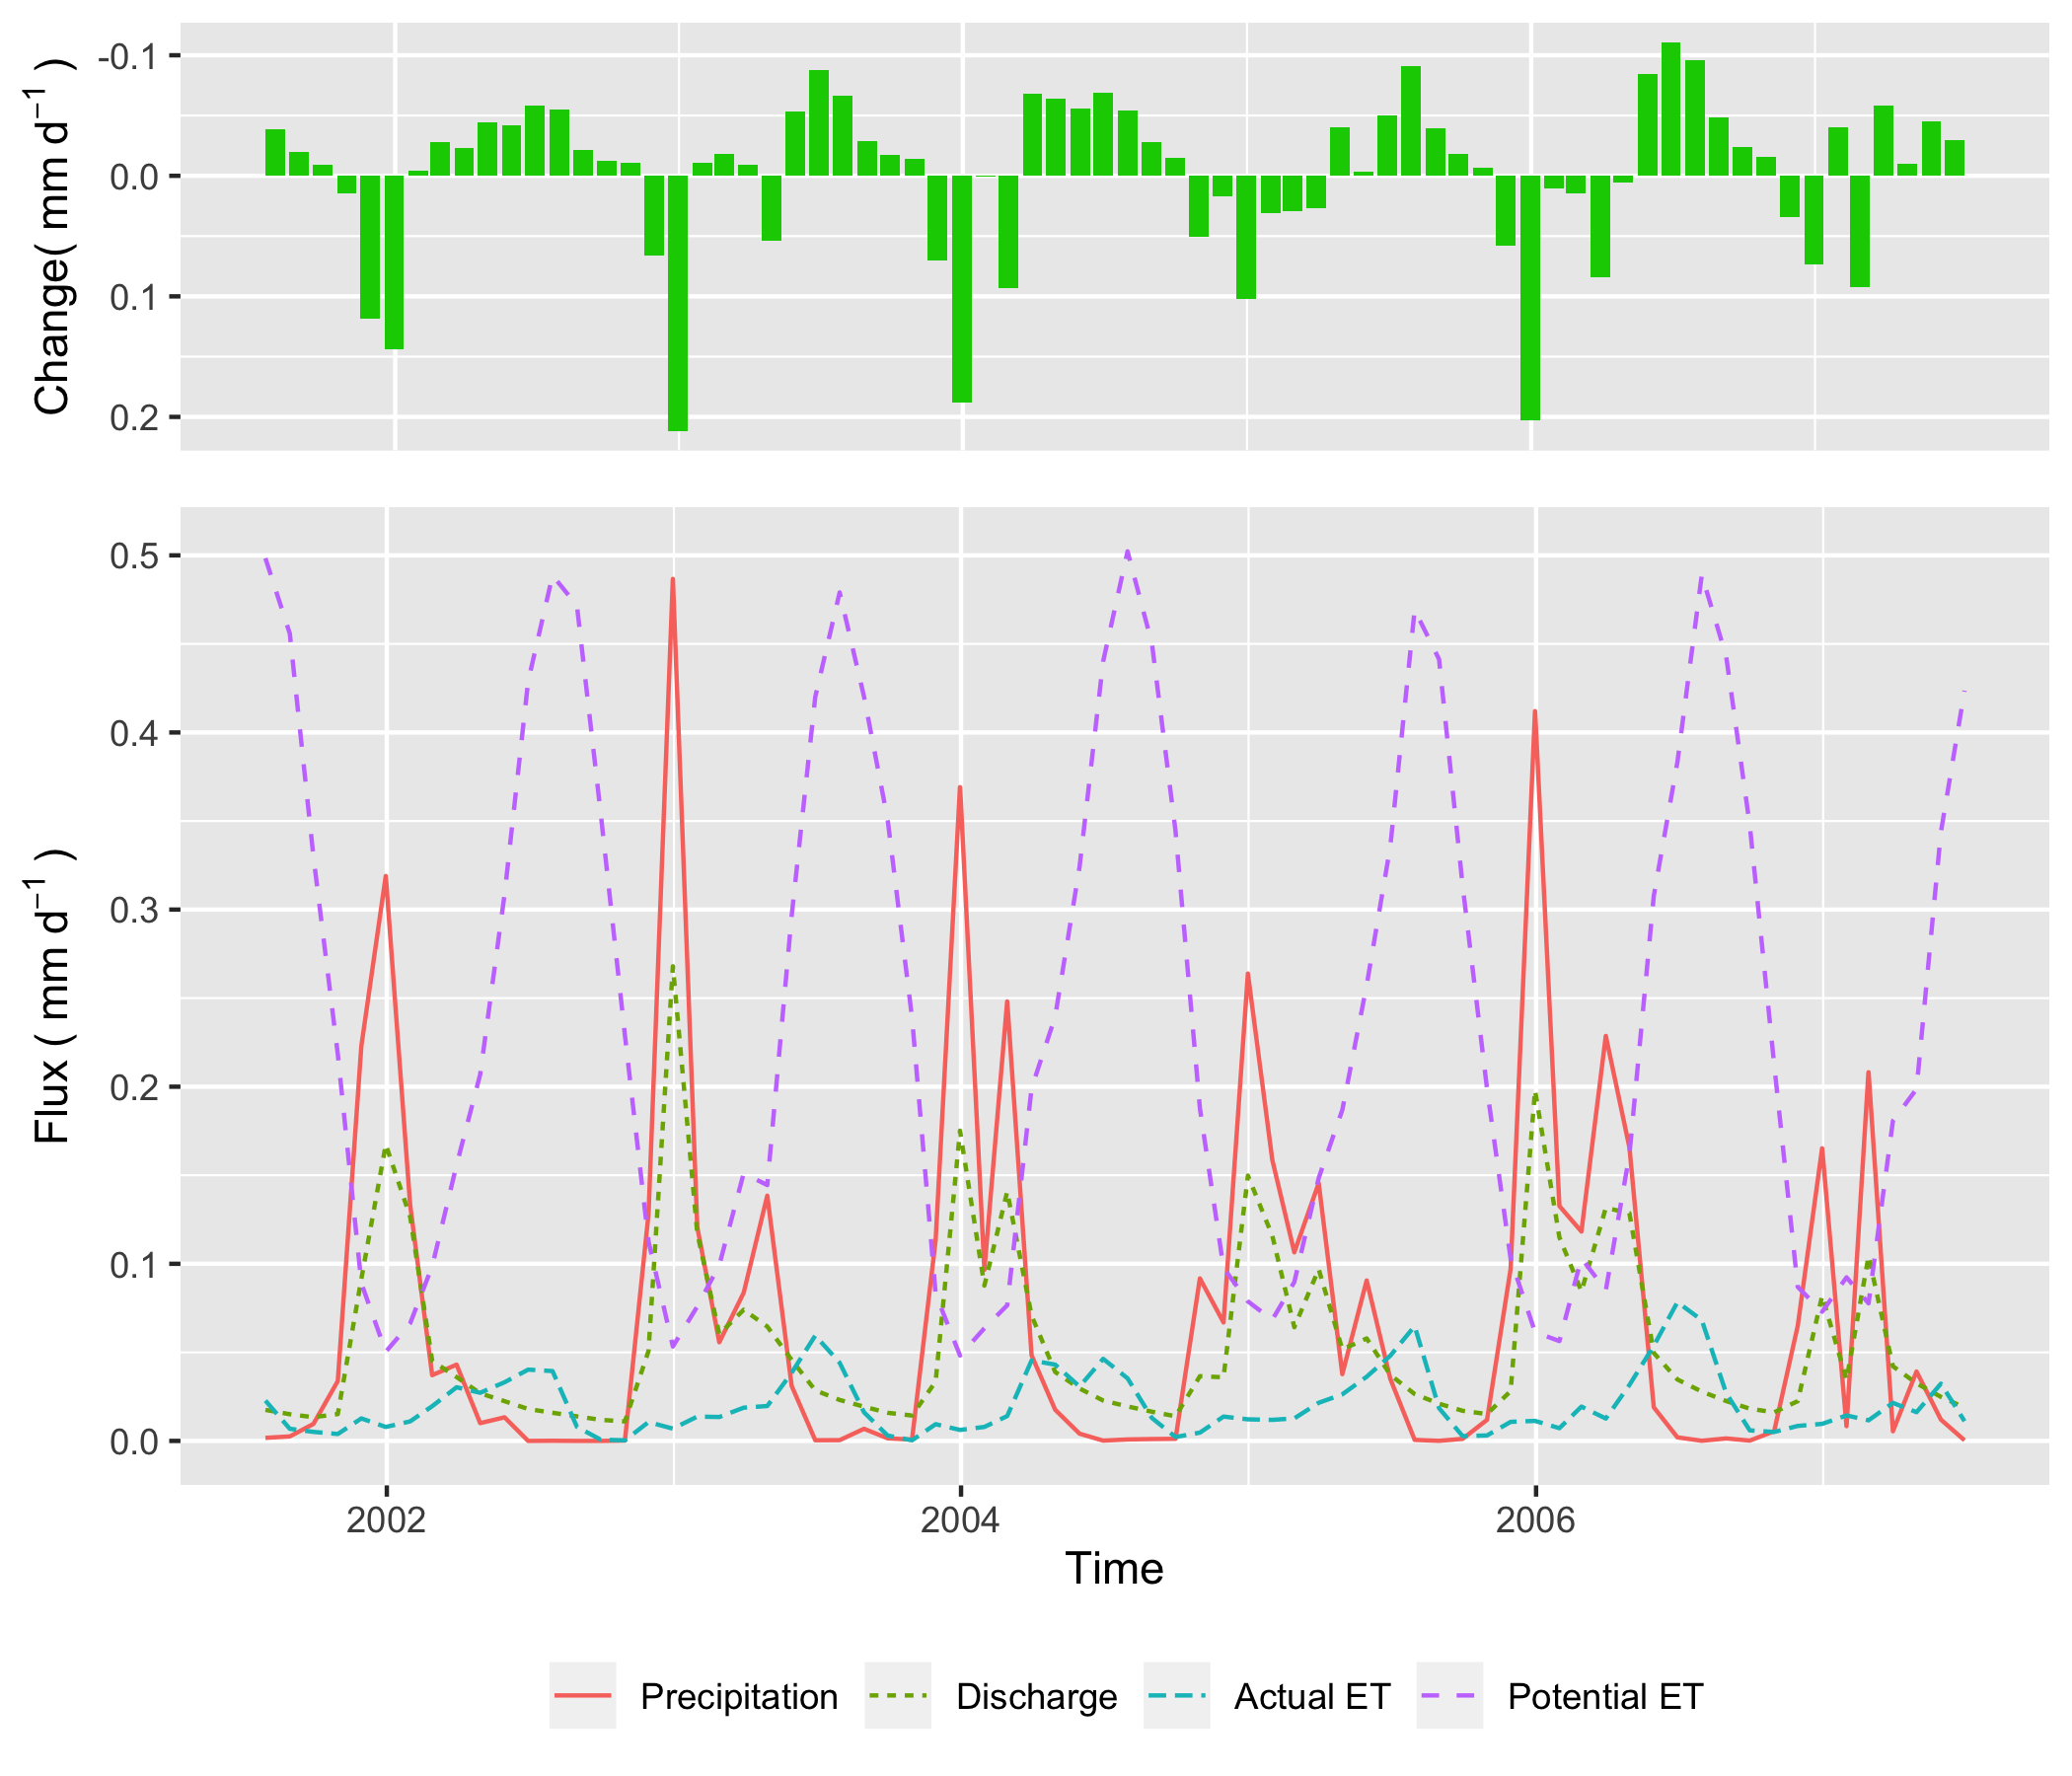 Change( mm d⁻¹ )
-0.1
0.0
0.1
0.2
Flux ( mm d⁻¹ )
0.5
0.4
0.3
0.2
0.1
0.0
2002 2004 2006
Time
Precipitation Discharge Actual ET Potential ET